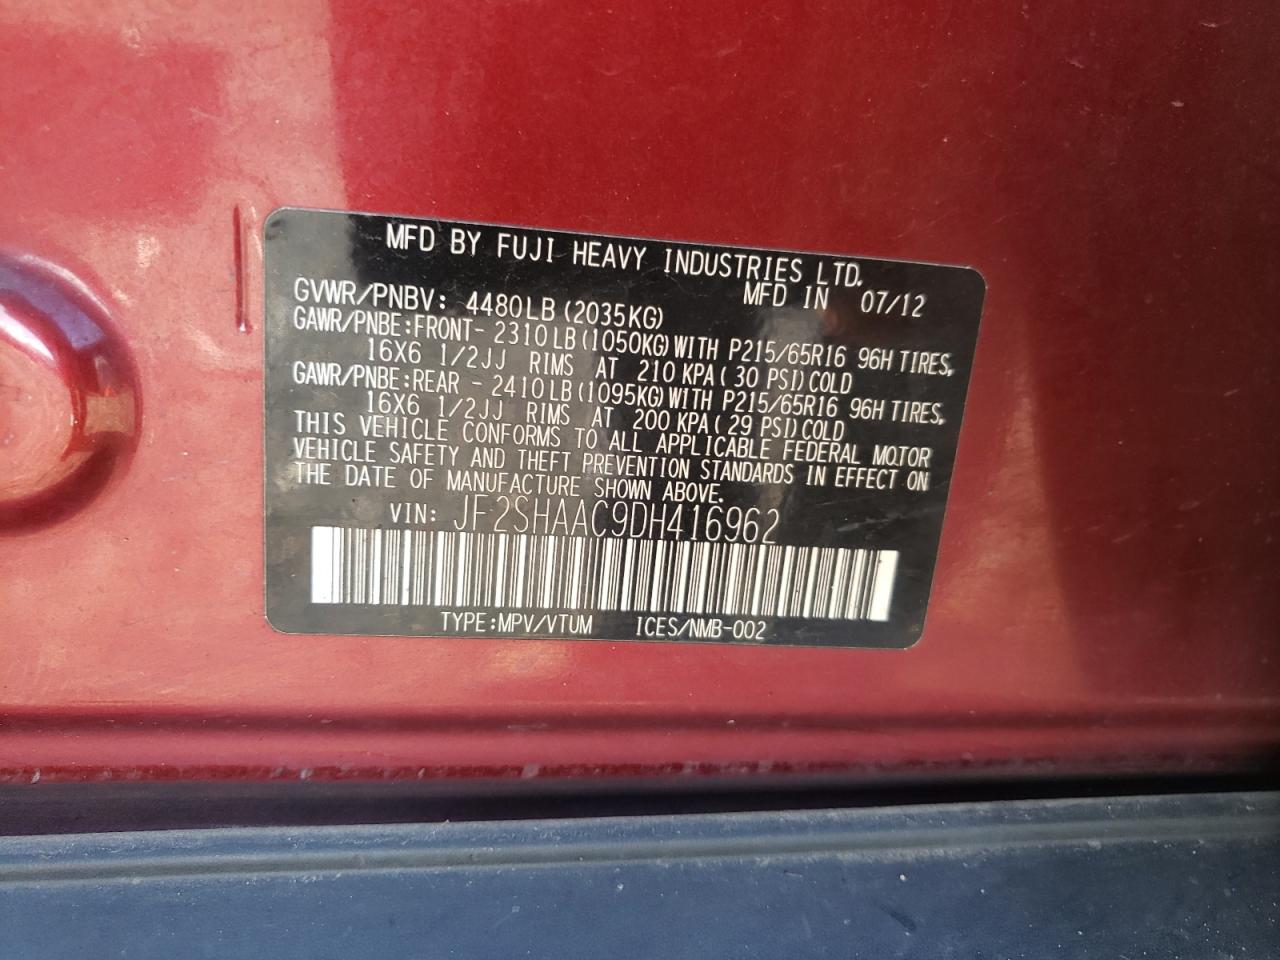 MFD BY FUJI HEAVY INDUSTRIES LTD.
MFD IN 07/12
GVWR/PNBV: 4480LB (2035KG)
GAWR/PNBE:FRONT- 2310LB(1050KG)WITH P215/65R16 96H TIRES,
16X6 1/2JJ RIMS AT 210 KPA(30 PSI)COLD
GAWR/PNBE:REAR - 2410LB(1095KG)WITH P215/65R16 96H TIRES,
16X6 1/2JJ RIMS AT 200 KPA(29 PSI)COLD
THIS VEHICLE CONFORMS TO ALL APPLICABLE FEDERAL MOTOR
VEHICLE SAFETY AND THEFT PREVENTION STANDARDS IN EFFECT ON
THE DATE OF MANUFACTURE SHOWN ABOVE.
VIN: JF2SHAAC9DH416962
TYPE:MPV/VTUM ICES/NMB-002